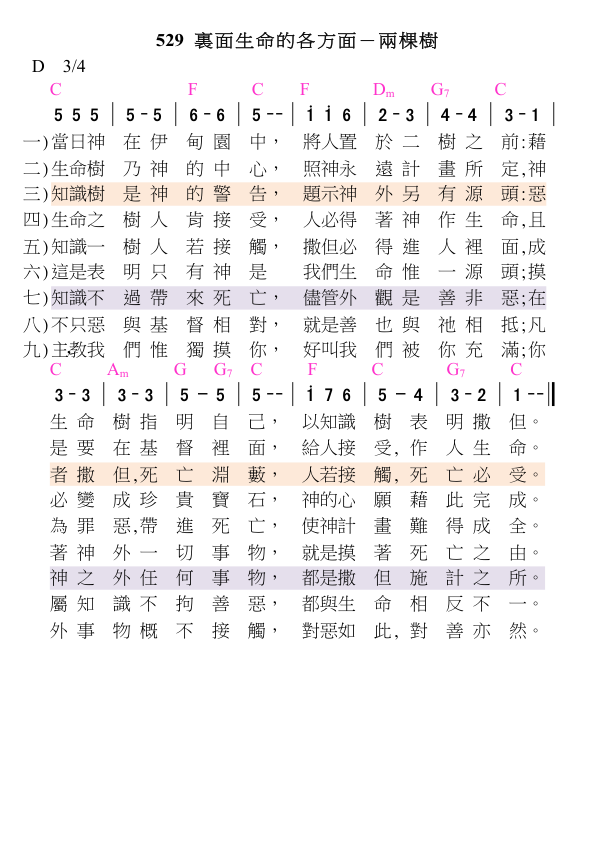 529 裏面生命的各方面－兩棵樹
D 3/4
C F C F Dm G7 C
5 5 5 | 5 - 5 | 6 - 6 | 5 - - | i i 6 | 2 - 3 | 4 - 4 | 3 - 1 |
一)當日神 在伊 甸園 中， 將人置 於二 樹之 前:藉
二)生命樹 乃神 的中 心， 照神永 遠計 畫所 定,神
三)知識樹 是神 的警 告， 題示神 外另 有源 頭:惡
四)生命之 樹人 肯接 受， 人必得 著神 作生 命,且
五)知識一 樹人 若接 觸， 撒但必 得進 人裡 面,成
六)這是表 明只 有神 是 我們生 命惟 一源 頭;摸
七)知識不 過帶 來死 亡， 儘管外 觀是 善非 惡;在
八)不只惡 與基 督相 對， 就是善 也與 祂相 抵;凡
九)主教我 們惟 獨摸 你， 好叫我 們被 你充 滿;你
C Am G G7 C F C G7 C
3 - 3 | 3 - 3 | 5 - 5 | 5 - - | i 7 6 | 5 - 4 | 3 - 2 | 1 - - ‖
生命 樹指 明自 己， 以知識 樹表 明撒 但。
是要 在基 督裡 面， 給人接 受,作 人生 命。
者撒 但,死 亡淵 藪， 人若接 觸,死 亡必 受。
必變 成珍 貴寶 石， 神的心 願藉 此完 成。
為罪 惡,帶 進死 亡， 使神計 畫難 得成 全。
著神 外一 切事 物， 就是摸 著死 亡之 由。
神之 外任 何事 物， 都是撒 但施 計之 所。
屬知 識不 拘善 惡， 都與生 命相 反不 一。
外事 物概 不接 觸， 對惡如 此,對 善亦 然。